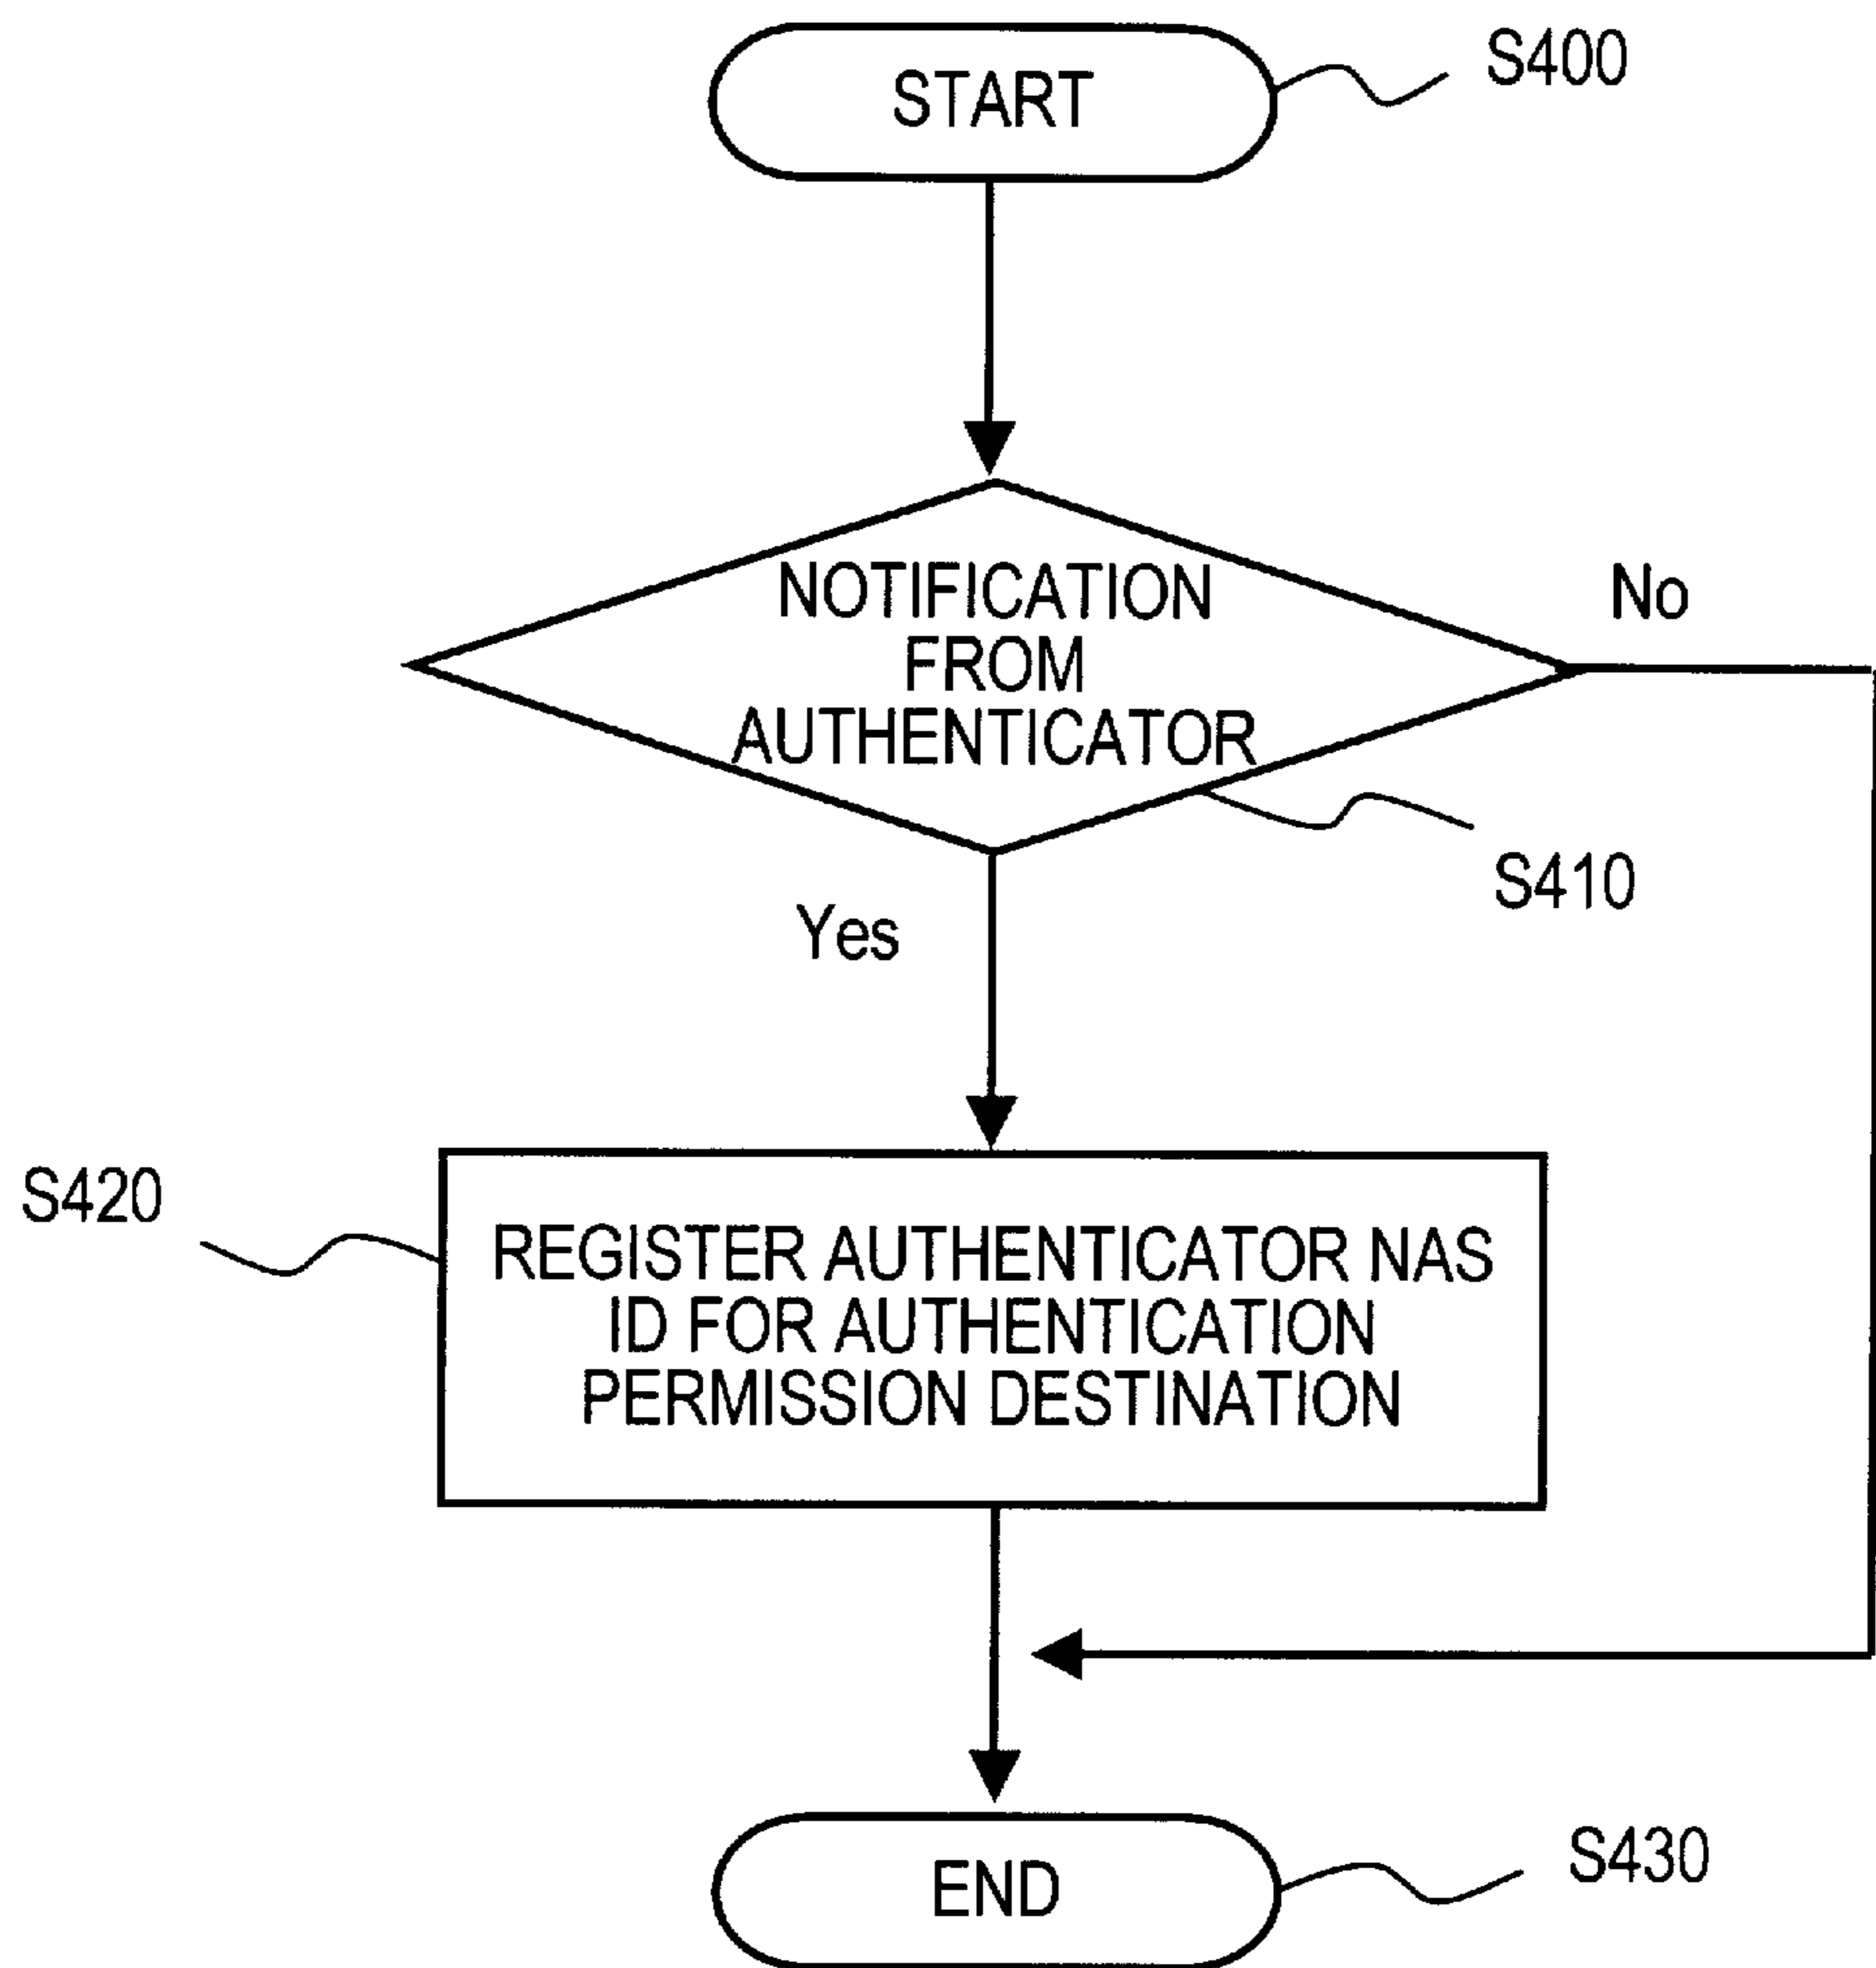 START
S400
NOTIFICATION
FROM
AUTHENTICATOR
No
S410
Yes
S420
REGISTER AUTHENTICATOR NAS
ID FOR AUTHENTICATION
PERMISSION DESTINATION
END
S430